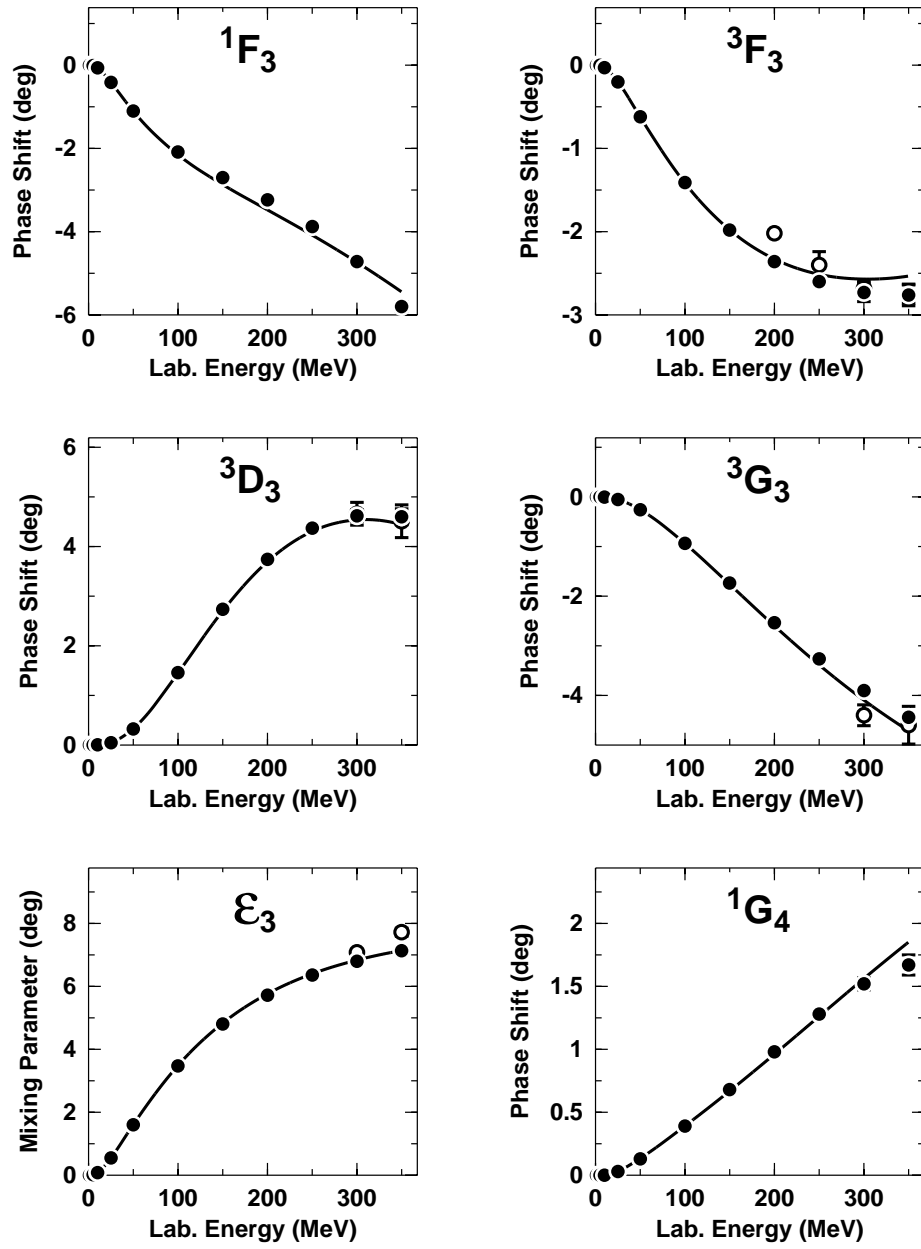 ¹F₃
Phase Shift (deg)
0
-2
-4
-6
0 100 200 300
Lab. Energy (MeV)
³F₃
Phase Shift (deg)
0
-1
-2
-3
0 100 200 300
Lab. Energy (MeV)
³D₃
Phase Shift (deg)
6
4
2
0
0 100 200 300
Lab. Energy (MeV)
³G₃
Phase Shift (deg)
0
-2
-4
0 100 200 300
Lab. Energy (MeV)
Ɛ₃
Mixing Parameter (deg)
8
6
4
2
0
0 100 200 300
Lab. Energy (MeV)
¹G₄
Phase Shift (deg)
2
1.5
1
0.5
0
0 100 200 300
Lab. Energy (MeV)